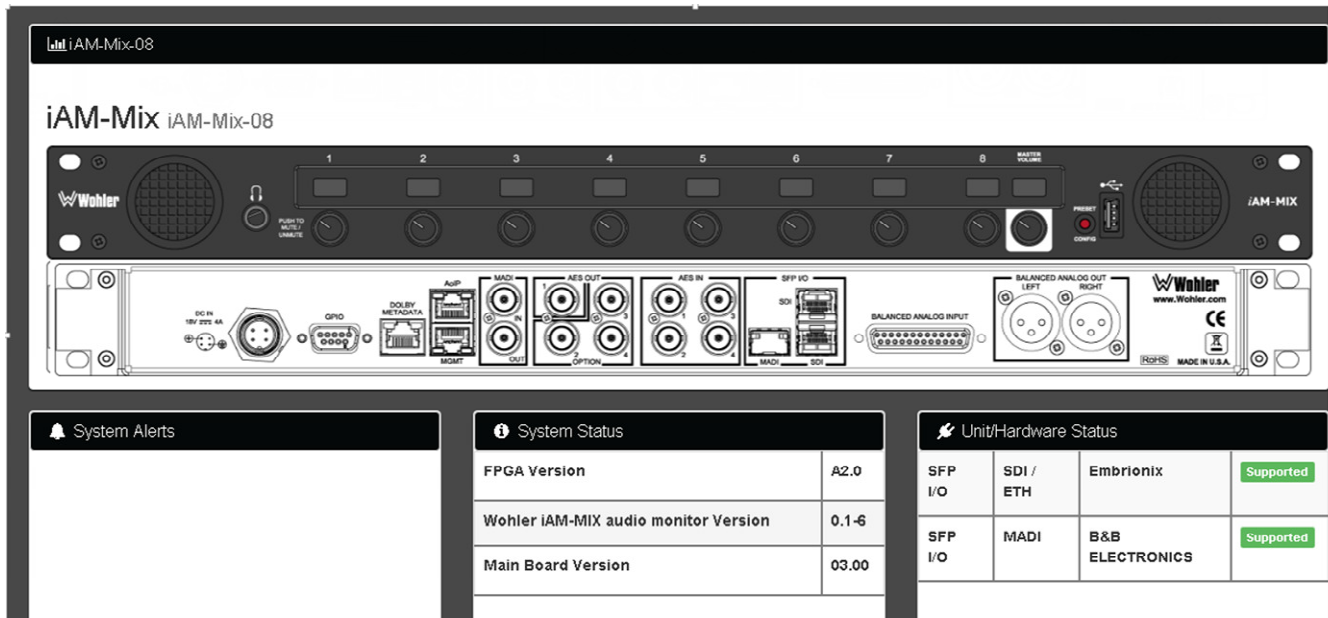 iAM-Mix-08
iAM-Mix iAM-Mix-08
1 2 3 4 5 6 7 8 MASTER VOLUME
Wohler
PUSH TO
MUTE /
UNMUTE
PRESET
CONFIG
iAM-MIX
DC IN
18V 4A
GPIO
DOLBY
METADATA
AoIP
MGMT
MADI
IN
OUT
AES OUT
1
3
2
4
OPTION
AES IN
1
3
2
4
SFP I/O
SDI
MADI
SDI
BALANCED ANALOG INPUT
BALANCED ANALOG OUT
LEFT RIGHT
Wohler
www.Wohler.com
CE
RoHS MADE IN U.S.A.
System Alerts
System Status
FPGA Version A2.0
Wohler iAM-MIX audio monitor Version 0.1-6
Main Board Version 03.00
Unit/Hardware Status
SFP I/O SDI / ETH Embrionix Supported
SFP I/O MADI B&B ELECTRONICS Supported